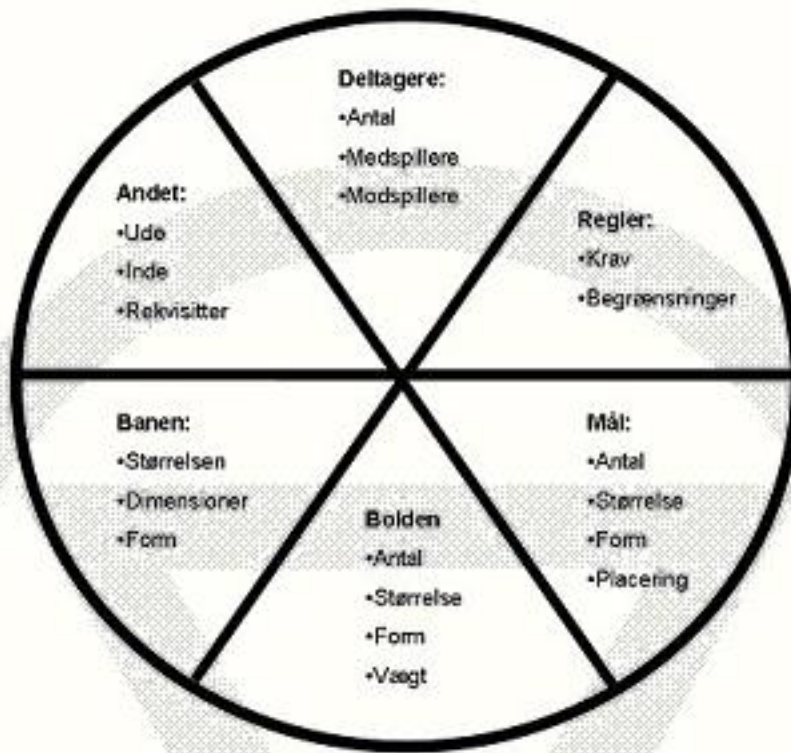 Deltagere:
•Antal
•Medspillere
•Modspillere
Regler:
•Krav
•Begrænsninger
Mål:
•Antal
•Størrelse
•Form
•Placering
Bolden
•Antal
•Størrelse
•Form
•Vægt
Banen:
•Størrelsen
•Dimensioner
•Form
Andet:
•Ude
•Inde
•Rekvisitter